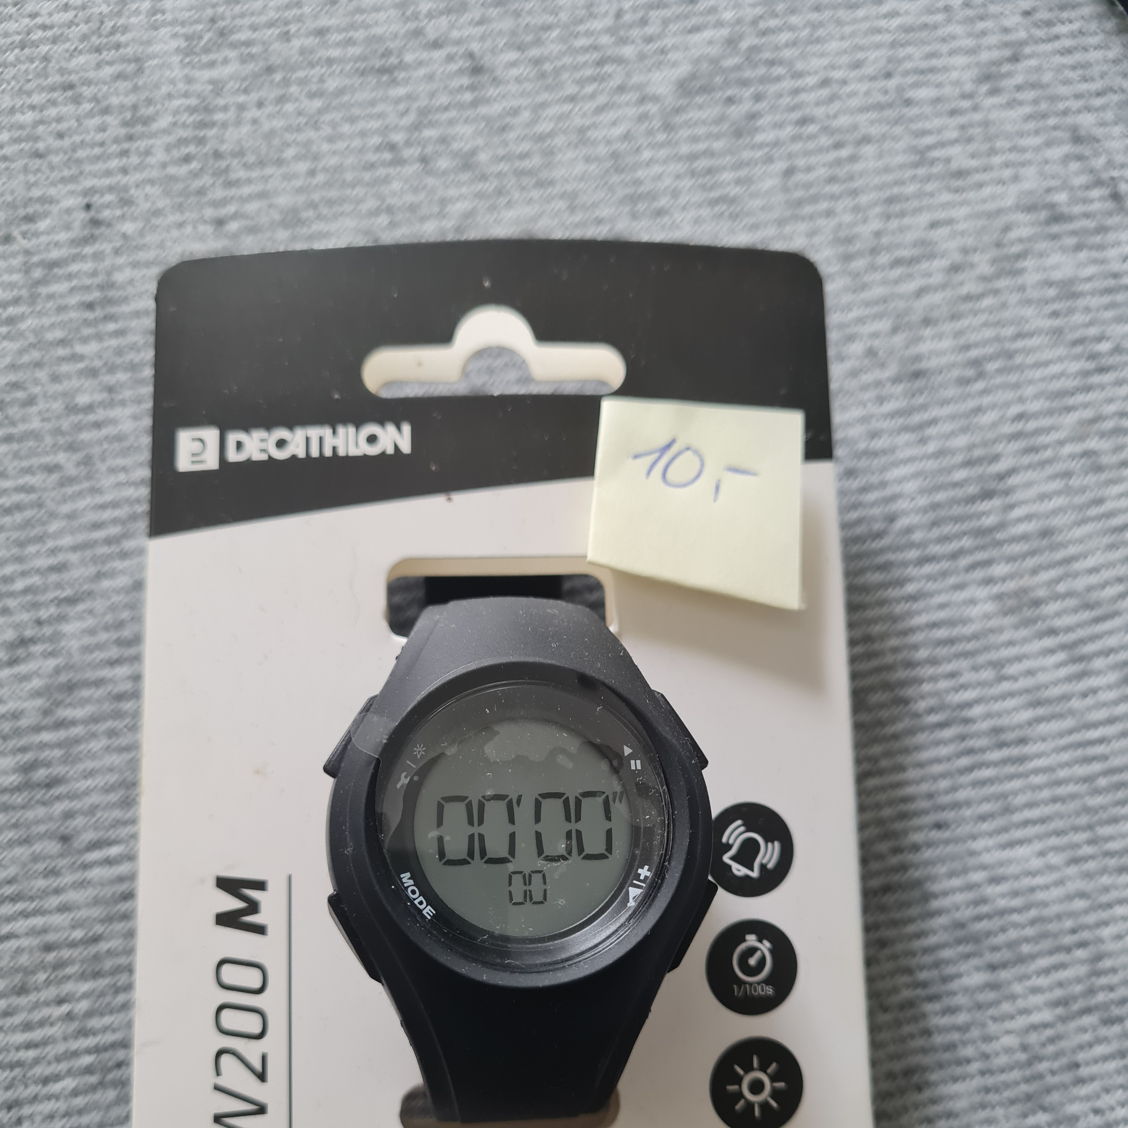 DECATHLON
10,-
00'00"
00
MODE
1/100s
W200 M